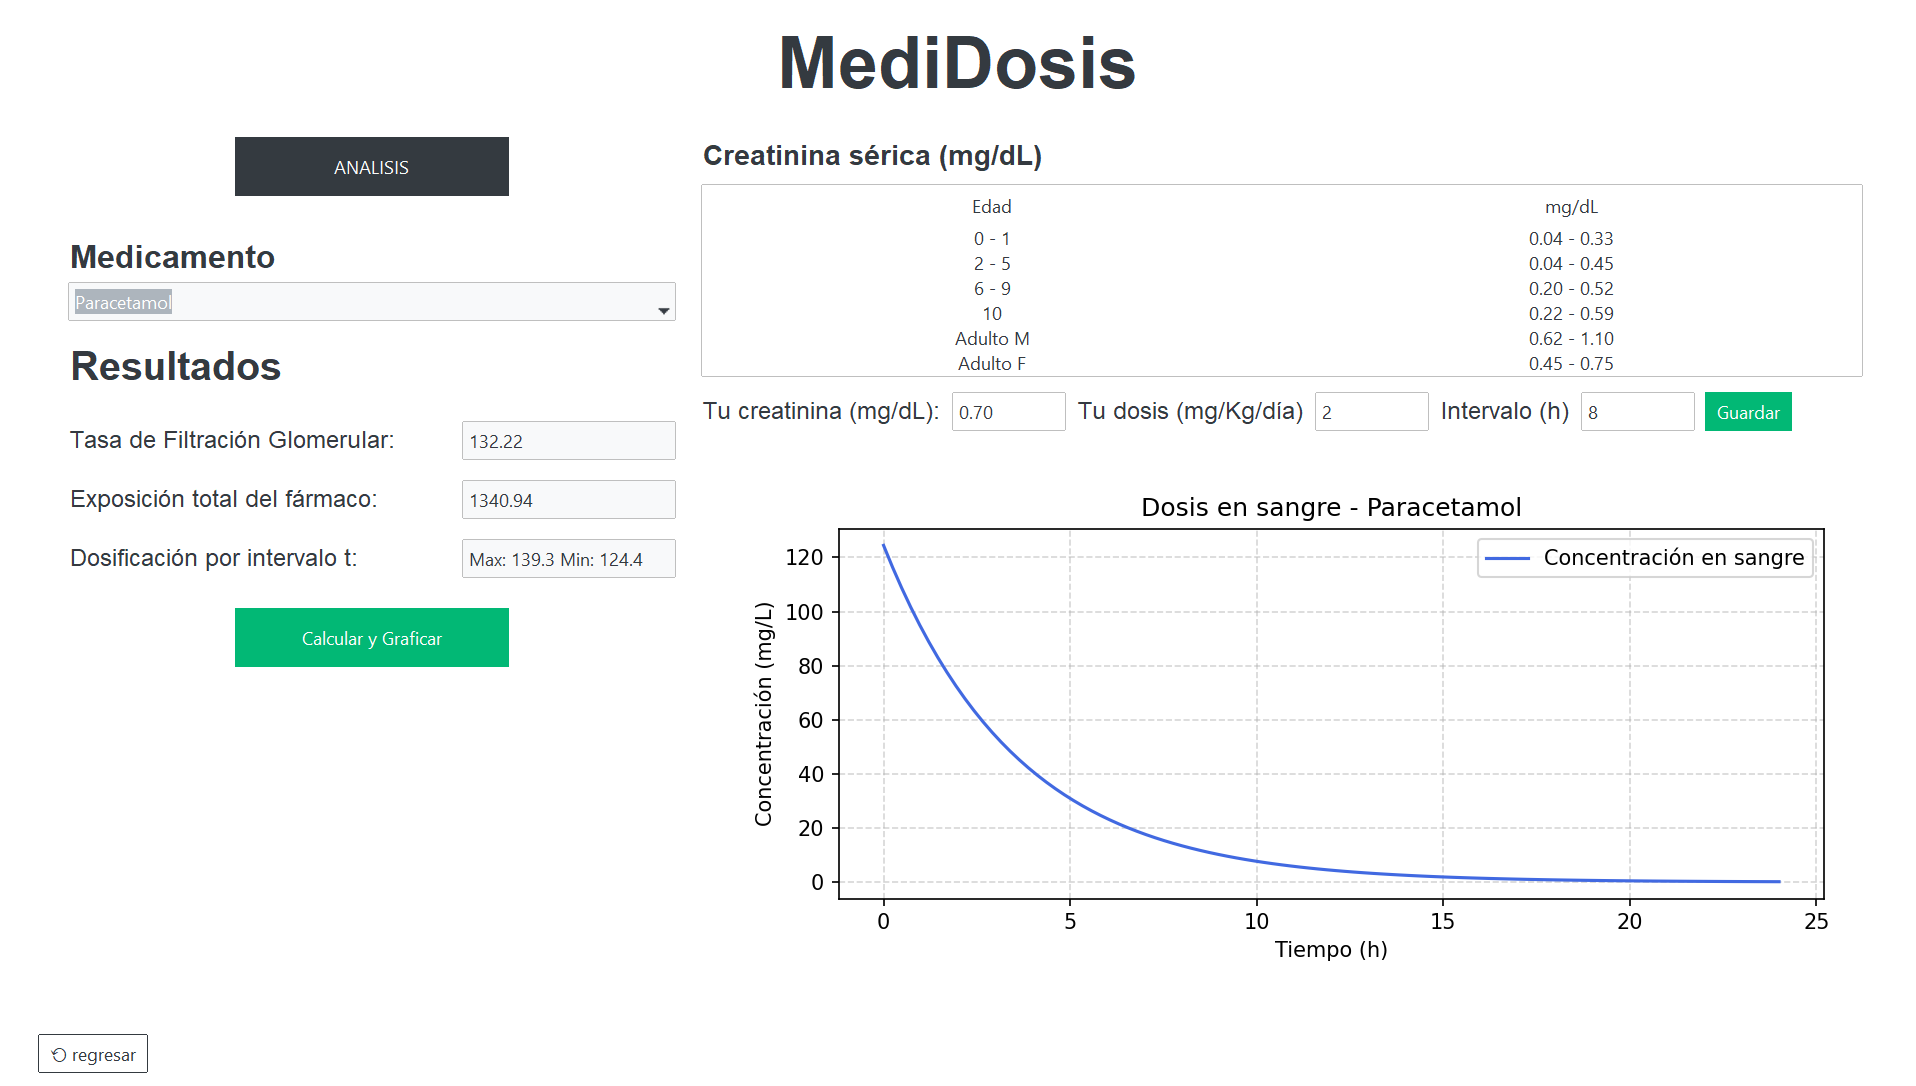 MediDosis
ANALISIS
Medicamento
Paracetamol
Resultados
Tasa de Filtración Glomerular: 132.22
Exposición total del fármaco: 1340.94
Dosificación por intervalo t: Max: 139.3 Min: 124.4
Calcular y Graficar
Creatinina sérica (mg/dL)
Edad mg/dL
0 - 1 0.04 - 0.33
2 - 5 0.04 - 0.45
6 - 9 0.20 - 0.52
10 0.22 - 0.59
Adulto M 0.62 - 1.10
Adulto F 0.45 - 0.75
Tu creatinina (mg/dL): 0.70 Tu dosis (mg/Kg/día) 2 Intervalo (h) 8 Guardar
Dosis en sangre - Paracetamol
Concentración en sangre
Concentración (mg/L)
120
100
80
60
40
20
0
0 5 10 15 20 25
Tiempo (h)
regresar